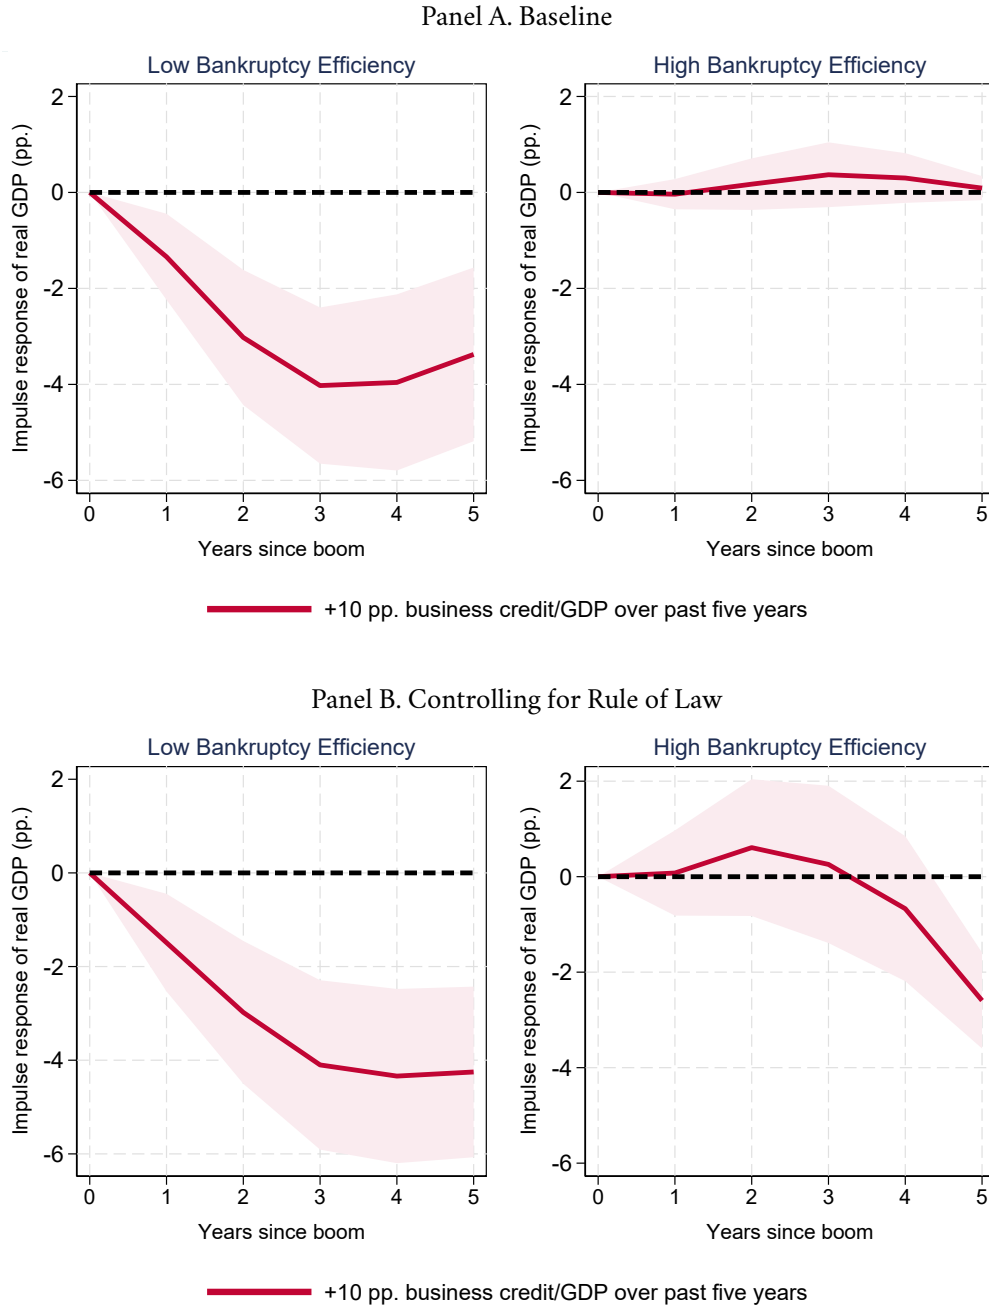 Panel A. Baseline
Low Bankruptcy Efficiency
Impulse response of real GDP (pp.)
2
0
-2
-4
-6
0 1 2 3 4 5
Years since boom
High Bankruptcy Efficiency
Impulse response of real GDP (pp.)
2
0
-2
-4
-6
0 1 2 3 4 5
Years since boom
+10 pp. business credit/GDP over past five years
Panel B. Controlling for Rule of Law
Low Bankruptcy Efficiency
Impulse response of real GDP (pp.)
2
0
-2
-4
-6
0 1 2 3 4 5
Years since boom
High Bankruptcy Efficiency
Impulse response of real GDP (pp.)
2
0
-2
-4
-6
0 1 2 3 4 5
Years since boom
+10 pp. business credit/GDP over past five years